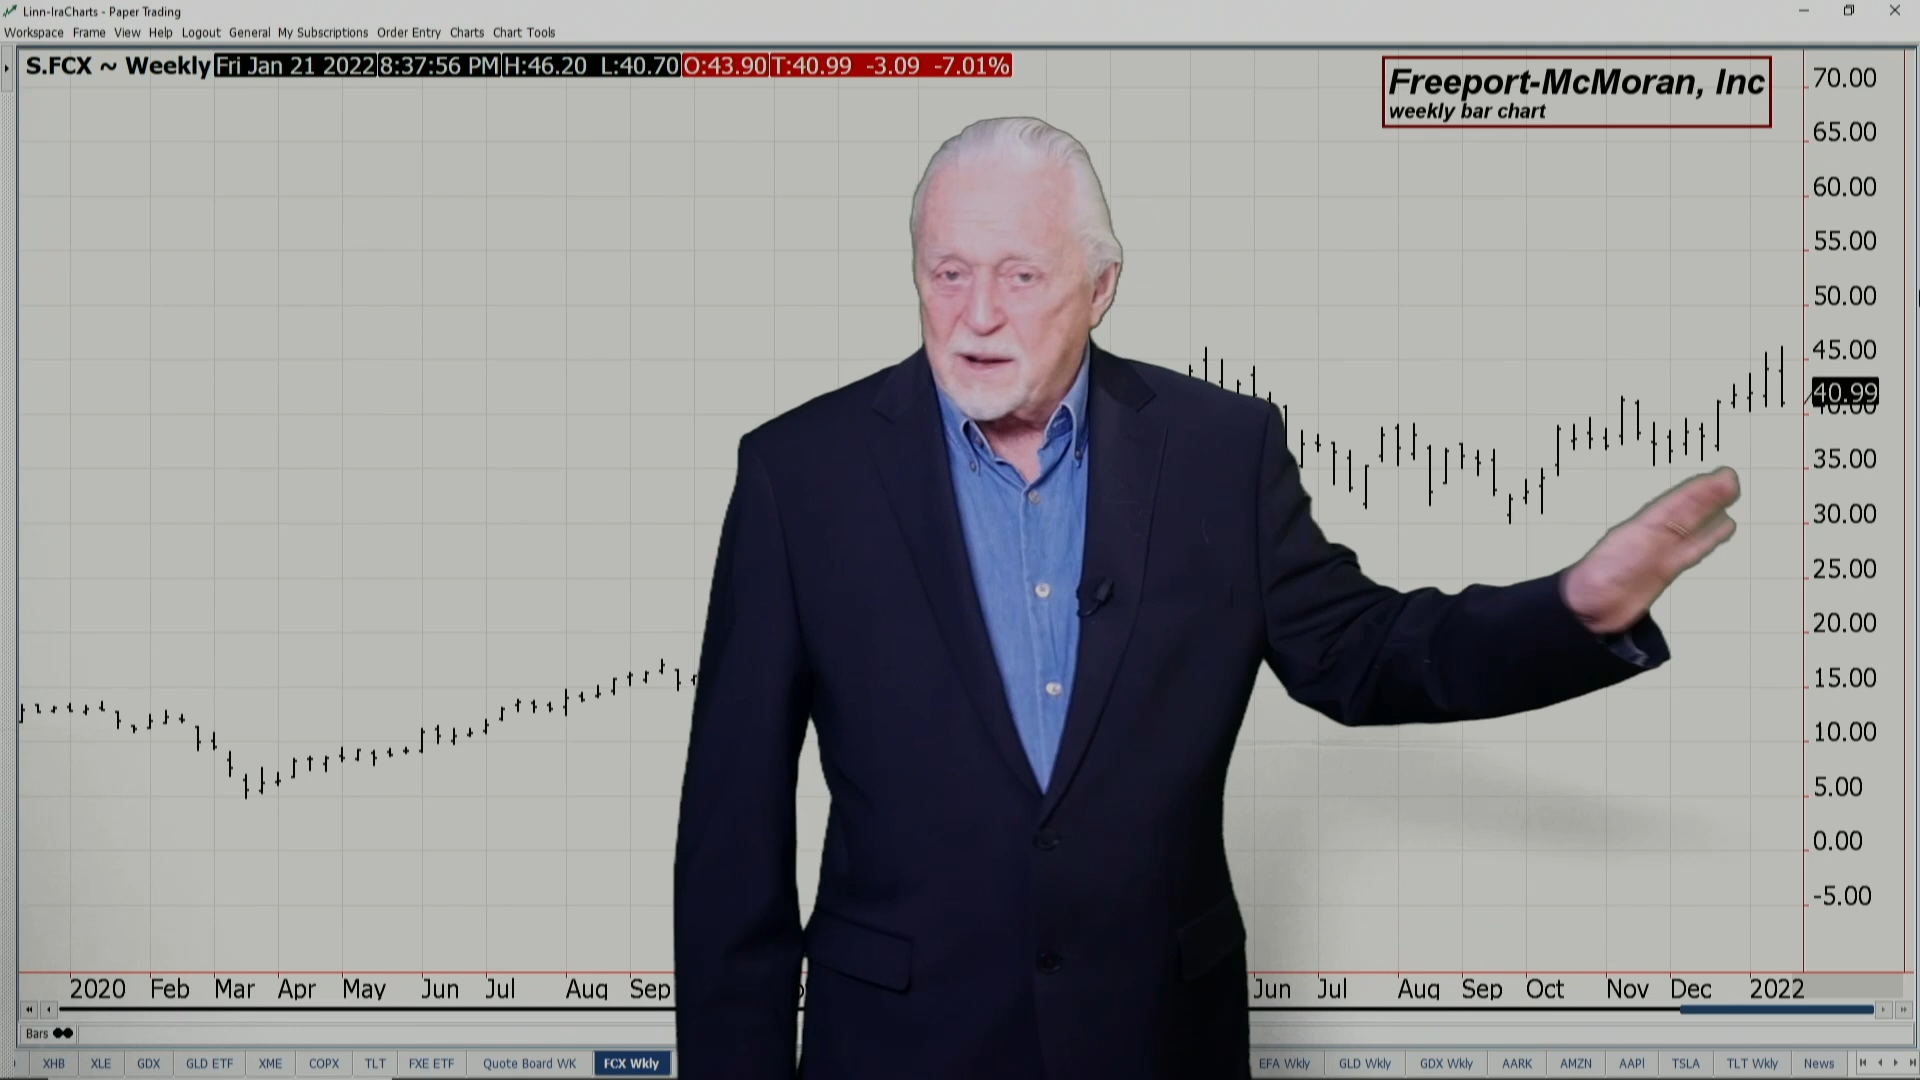 Linn-IraCharts - Paper Trading
Workspace Frame View Help Logout General My Subscriptions Order Entry Charts Chart Tools
S.FCX ~ Weekly Fri Jan 21 2022 8:37:56 PM H:46.20 L:40.70 O:43.90 T:40.99 -3.09 -7.01%
Freeport-McMoran, Inc
weekly bar chart
70.00
65.00
60.00
55.00
50.00
45.00
40.99
40.00
35.00
30.00
25.00
20.00
15.00
10.00
5.00
0.00
-5.00
2020 Feb Mar Apr May Jun Jul Aug Sep Jun Jul Aug Sep Oct Nov Dec 2022
Bars
XHB XLE GDX GLD ETF XME COPX TLT FXE ETF Quote Board WK FCX Wkly EFA Wkly GLD Wkly GDX Wkly AARK AMZN AAPl TSLA TLT Wkly News